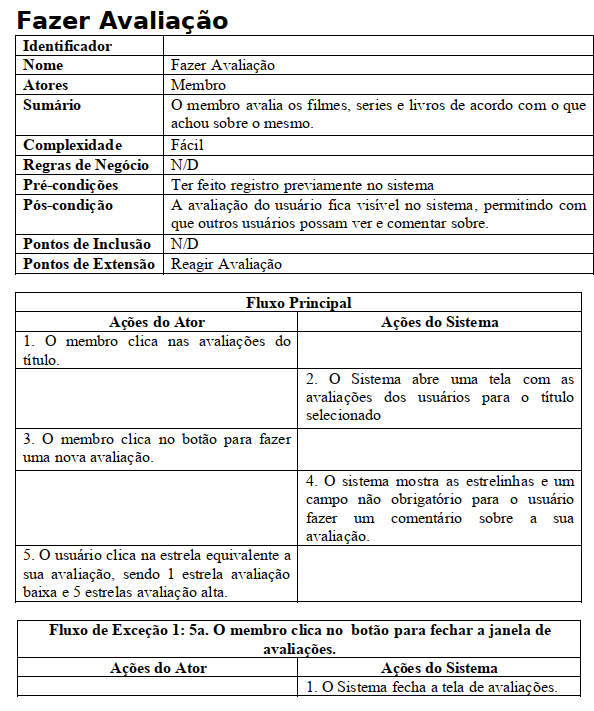 Fazer Avaliação
Identificador
Nome Fazer Avaliação
Atores Membro
Sumário O membro avalia os filmes, series e livros de acordo com o que
achou sobre o mesmo.
Complexidade Fácil
Regras de Negócio N/D
Pré-condições Ter feito registro previamente no sistema
Pós-condição A avaliação do usuário fica visível no sistema, permitindo com
que outros usuários possam ver e comentar sobre.
Pontos de Inclusão N/D
Pontos de Extensão Reagir Avaliação
Fluxo Principal
Ações do Ator Ações do Sistema
1. O membro clica nas avaliações do
título.
2. O Sistema abre uma tela com as
avaliações dos usuários para o título
selecionado
3. O membro clica no botão para fazer
uma nova avaliação.
4. O sistema mostra as estrelinhas e um
campo não obrigatório para o usuário
fazer um comentário sobre a sua
avaliação.
5. O usuário clica na estrela equivalente a
sua avaliação, sendo 1 estrela avaliação
baixa e 5 estrelas avaliação alta.
Fluxo de Exceção 1: 5a. O membro clica no botão para fechar a janela de
avaliações.
Ações do Ator Ações do Sistema
1. O Sistema fecha a tela de avaliações.